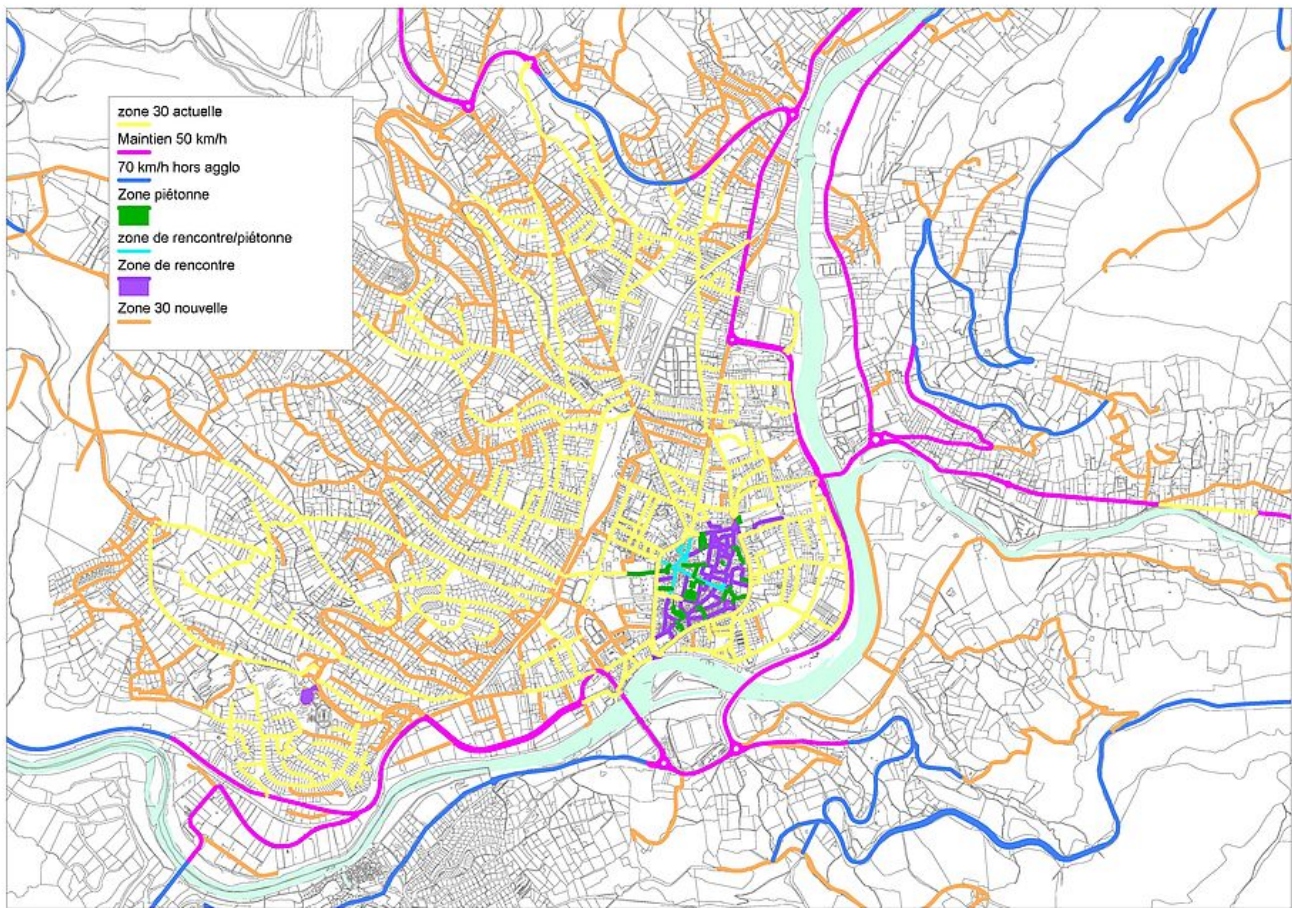 zone 30 actuelle
Maintien 50 km/h
70 km/h hors agglo
Zone piétonne
zone de rencontre/piétonne
Zone de rencontre
Zone 30 nouvelle